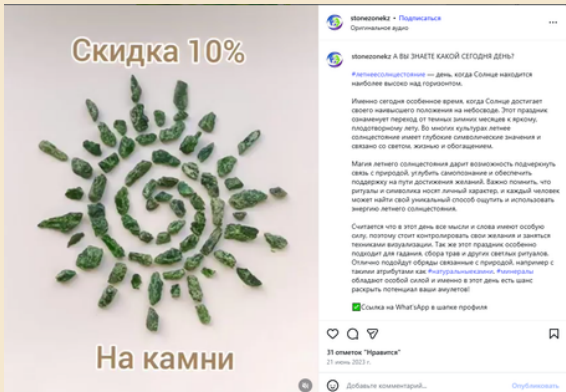 Скидка 10%
На камни
stonezonekz • Подписаться
Оригинальное аудио
stonezonekz А ВЫ ЗНАЕТЕ КАКОЙ СЕГОДНЯ ДЕНЬ?
#летнеесолнцестояние — день, когда Солнце находится
наиболее высоко над горизонтом.
Именно сегодня особенное время, когда Солнце достигает
своего наивысшего положения на небосводе. Этот праздник
ознаменует переход от темных зимних месяцев к яркому,
плодотворному лету. Во многих культурах летнее
солнцестояние имеет глубокие символические значения и
связано со светом, жизнью и обогащением.
Магия летнего солнцестояния дарит возможность подчеркнуть
связь с природой, углубить самопознание и обеспечить
поддержку на пути достижения желаний. Важно помнить, что
ритуалы и символика носят личный характер, и каждый человек
может найти свой уникальный способ ощутить и использовать
энергию летнего солнцестояния.
Считается что в этот день все мысли и слова имеют особую
силу, поэтому стоит контролировать свои желания и заняться
техниками визуализации. Так же этот праздник особенно
подходит для гадания, сбора трав и других светлых ритуалов.
Отлично подойдут обряды связанные с природой, например с
такими атрибутами как #натуральныекамни, #минералы
обладают особой силой и именно в этот день есть шанс
раскрыть потенциал ваши амулетов!
✅Ссылка на What'sApp в шапке профиля
31 отметок "Нравится"
21 июнь 2023 г.
Добавьте комментарий... Опубликовать